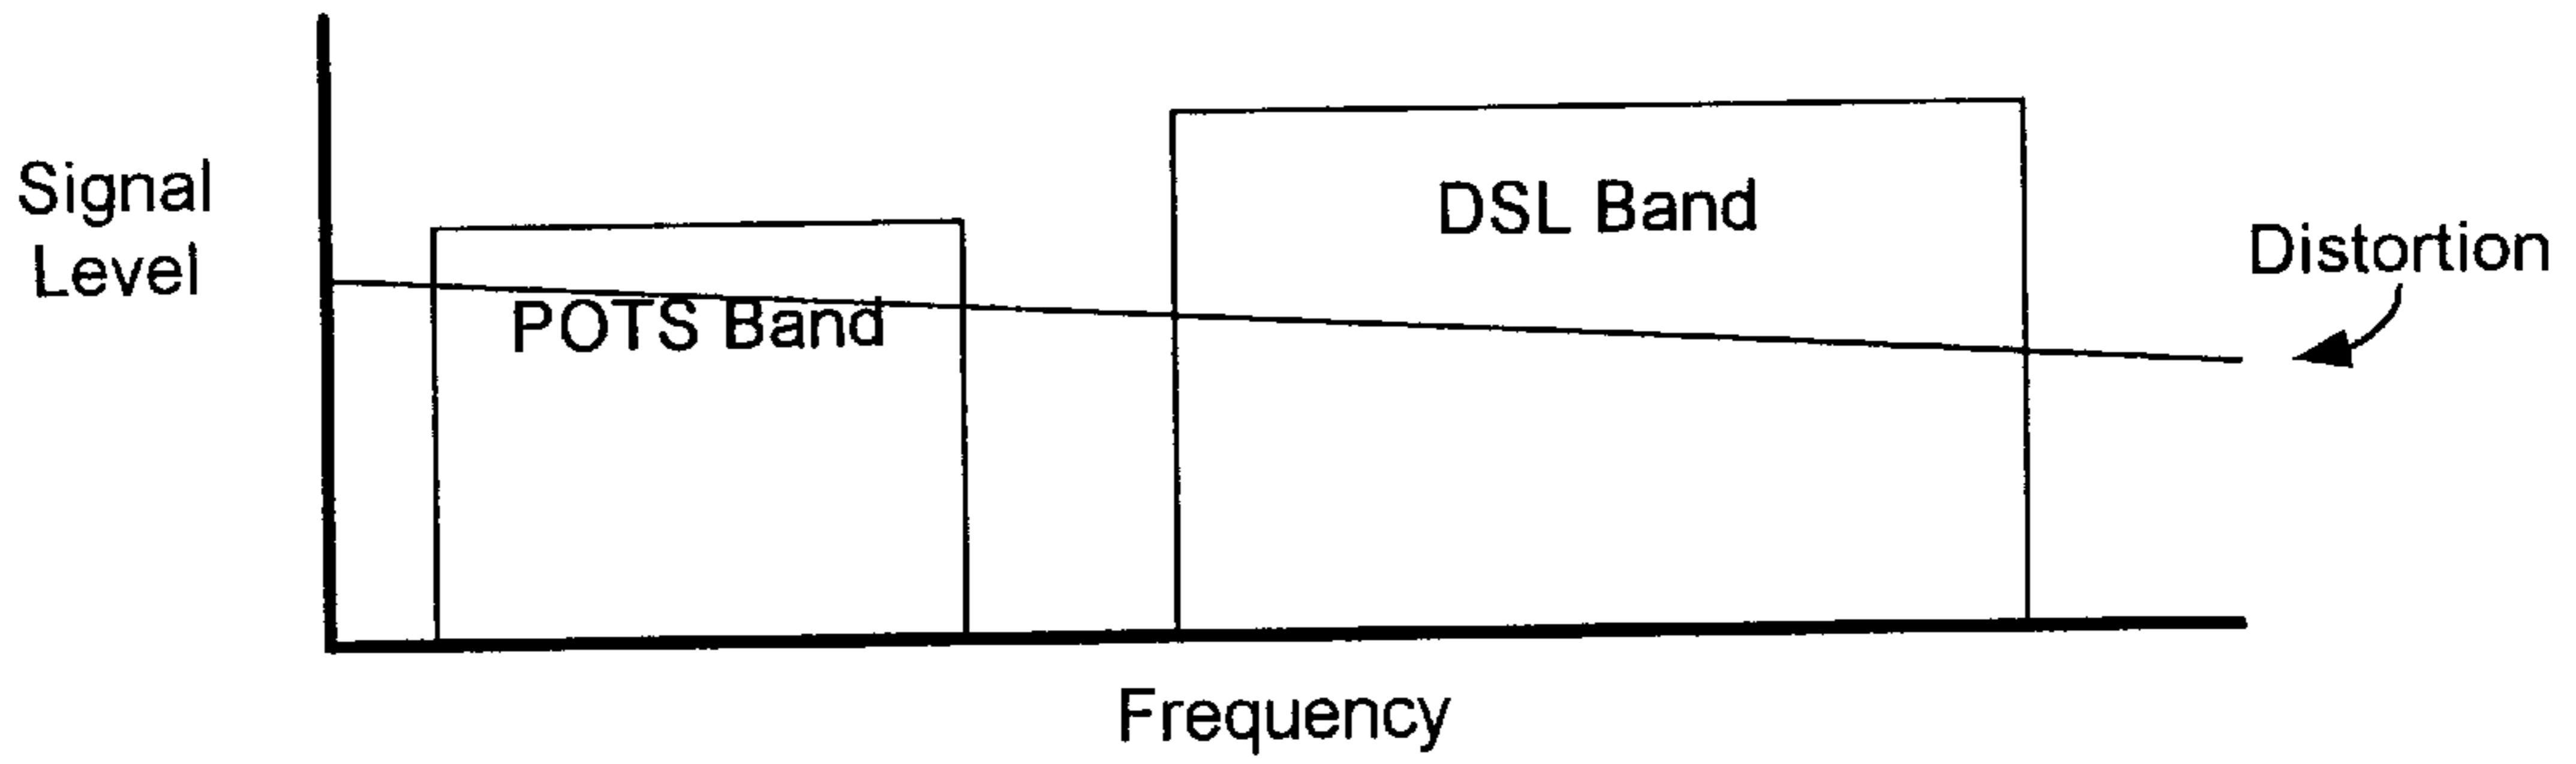 Signal
Level
POTS Band
DSL Band
Distortion
Frequency